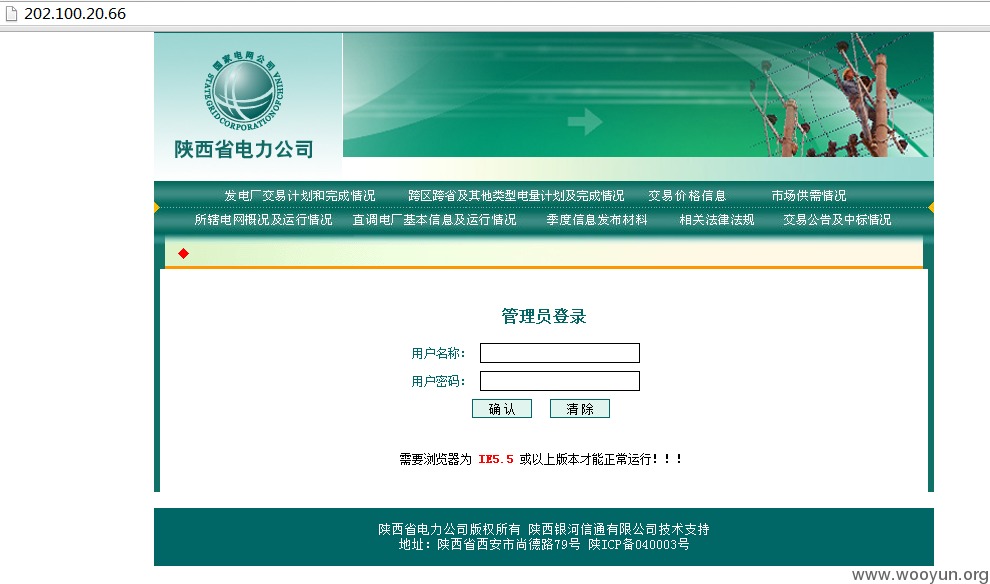 202.100.20.66
国家电网公司
STATE GRID CORPORATION OF CHINA
陕西省电力公司
发电厂交易计划和完成情况 跨区跨省及其他类型电量计划及完成情况 交易价格信息 市场供需情况
所辖电网概况及运行情况 直调电厂基本信息及运行情况 季度信息发布材料 相关法律法规 交易公告及中标情况
管理员登录
用户名称：
用户密码：
确 认 清 除
需要浏览器为 IE5.5 或以上版本才能正常运行！！！
陕西省电力公司版权所有 陕西银河信通有限公司技术支持
地址：陕西省西安市尚德路79号 陕ICP备040003号
www.wooyun.org